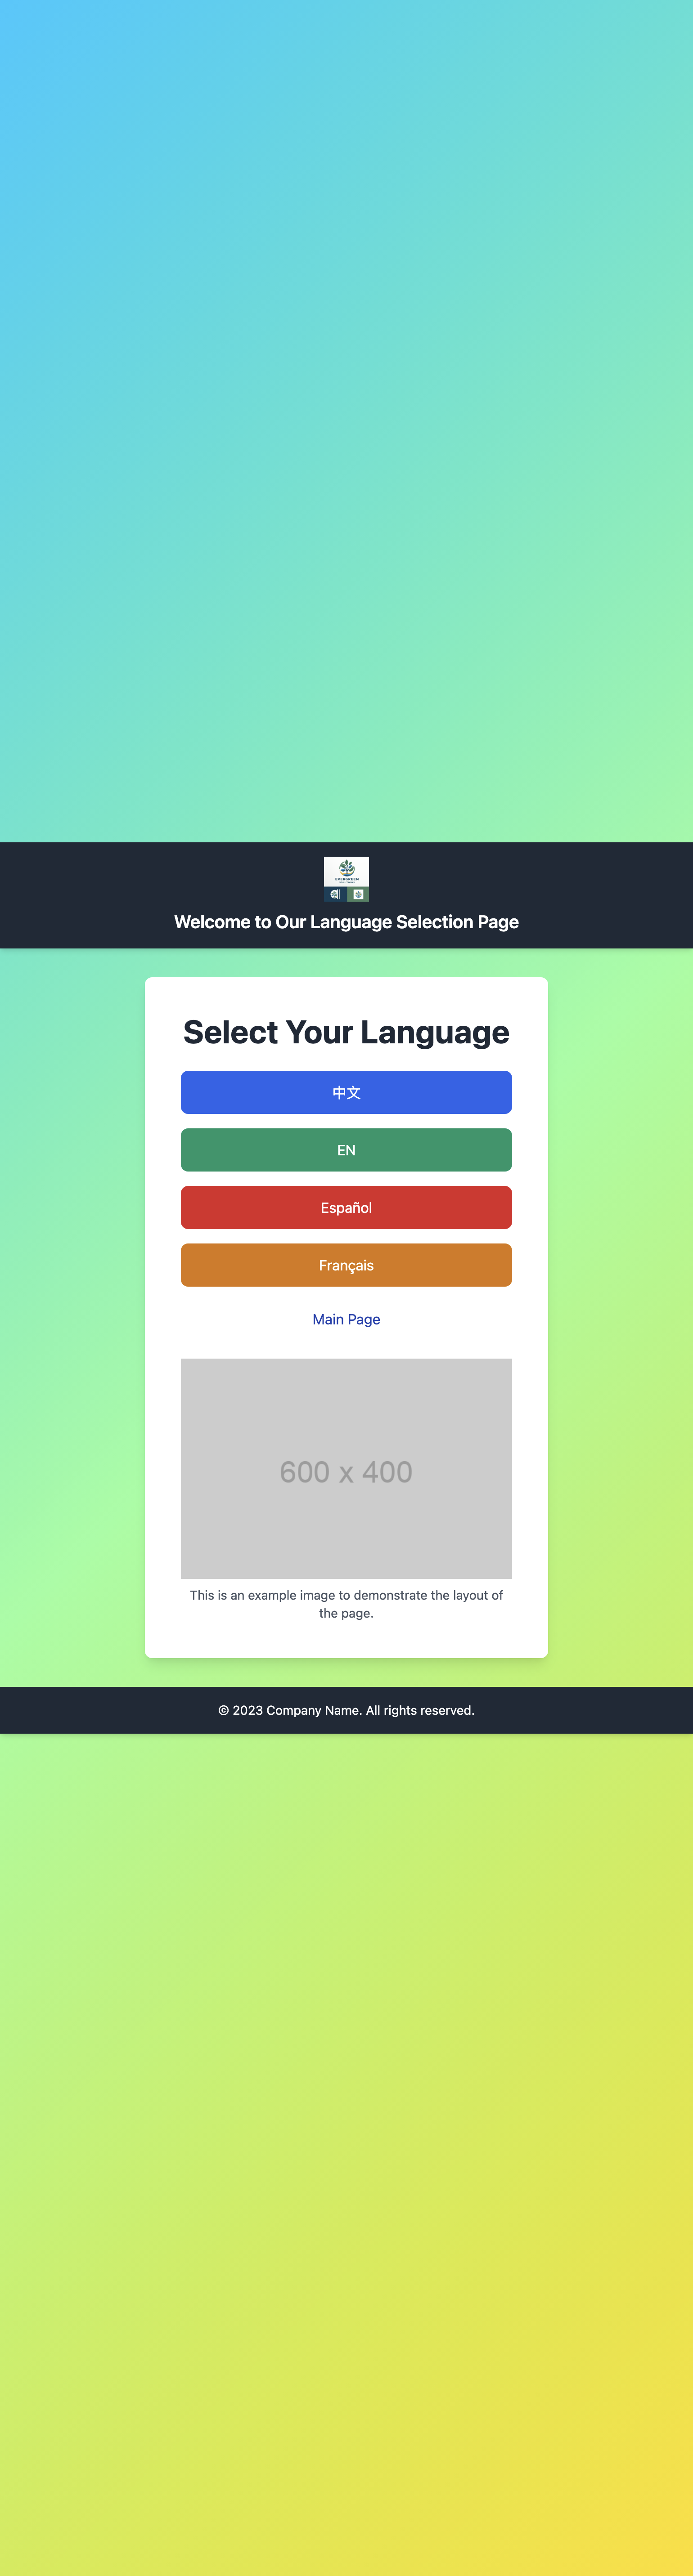 EVERGREEN
Welcome to Our Language Selection Page
Select Your Language
中文
EN
Español
Français
Main Page
600 x 400
This is an example image to demonstrate the layout of
the page.
© 2023 Company Name. All rights reserved.